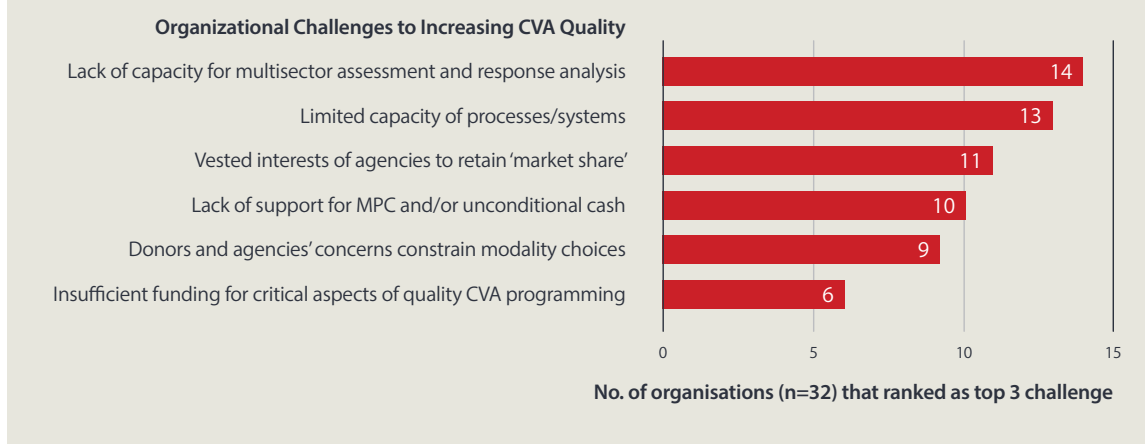 Organizational Challenges to Increasing CVA Quality
Lack of capacity for multisector assessment and response analysis 14
Limited capacity of processes/systems 13
Vested interests of agencies to retain ‘market share’ 11
Lack of support for MPC and/or unconditional cash 10
Donors and agencies’ concerns constrain modality choices 9
Insufficient funding for critical aspects of quality CVA programming 6
0 5 10 15
No. of organisations (n=32) that ranked as top 3 challenge